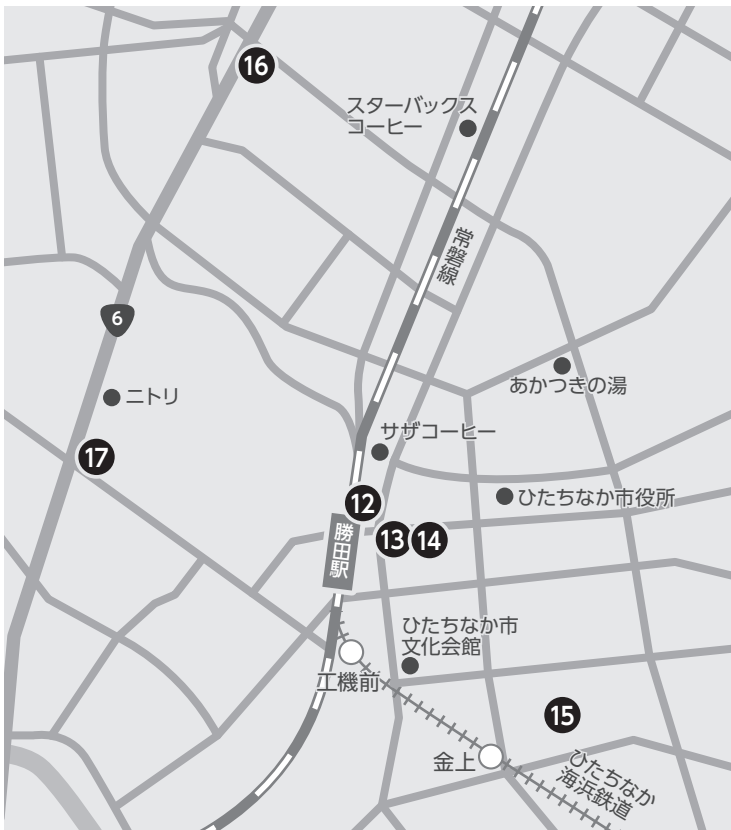 16
スターバックス
コーヒー
常磐線
6
ニトリ
あかつきの湯
サザコーヒー
17
12
ひたちなか市役所
13
14
勝田駅
ひたちなか市
文化会館
工機前
15
金上
ひたちなか
海浜鉄道